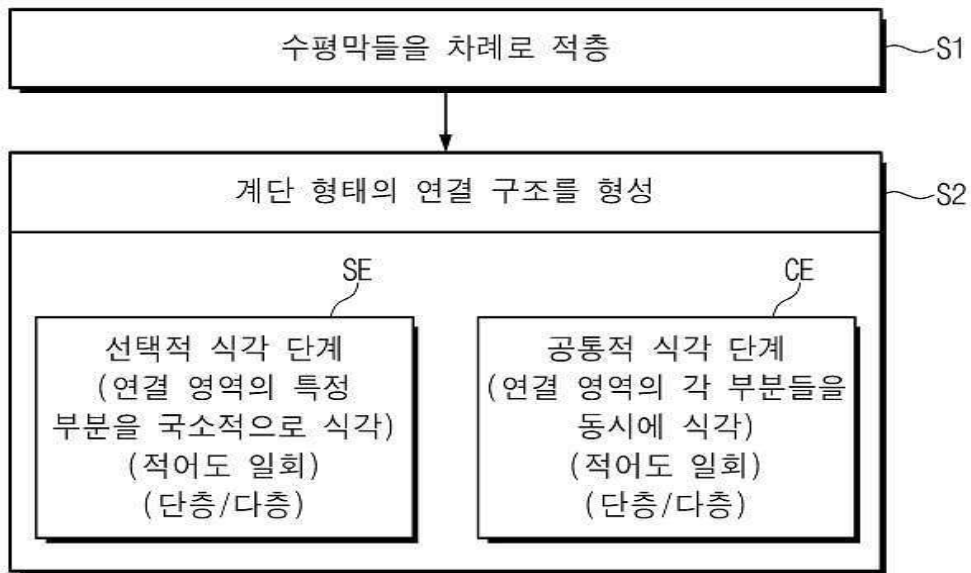 수평막들을 차례로 적층
S1
계단 형태의 연결 구조를 형성
S2
SE
선택적 식각 단계
(연결 영역의 특정
부분을 국소적으로 식각)
(적어도 일회)
(단층/다층)
CE
공통적 식각 단계
(연결 영역의 각 부분들을
동시에 식각)
(적어도 일회)
(단층/다층)